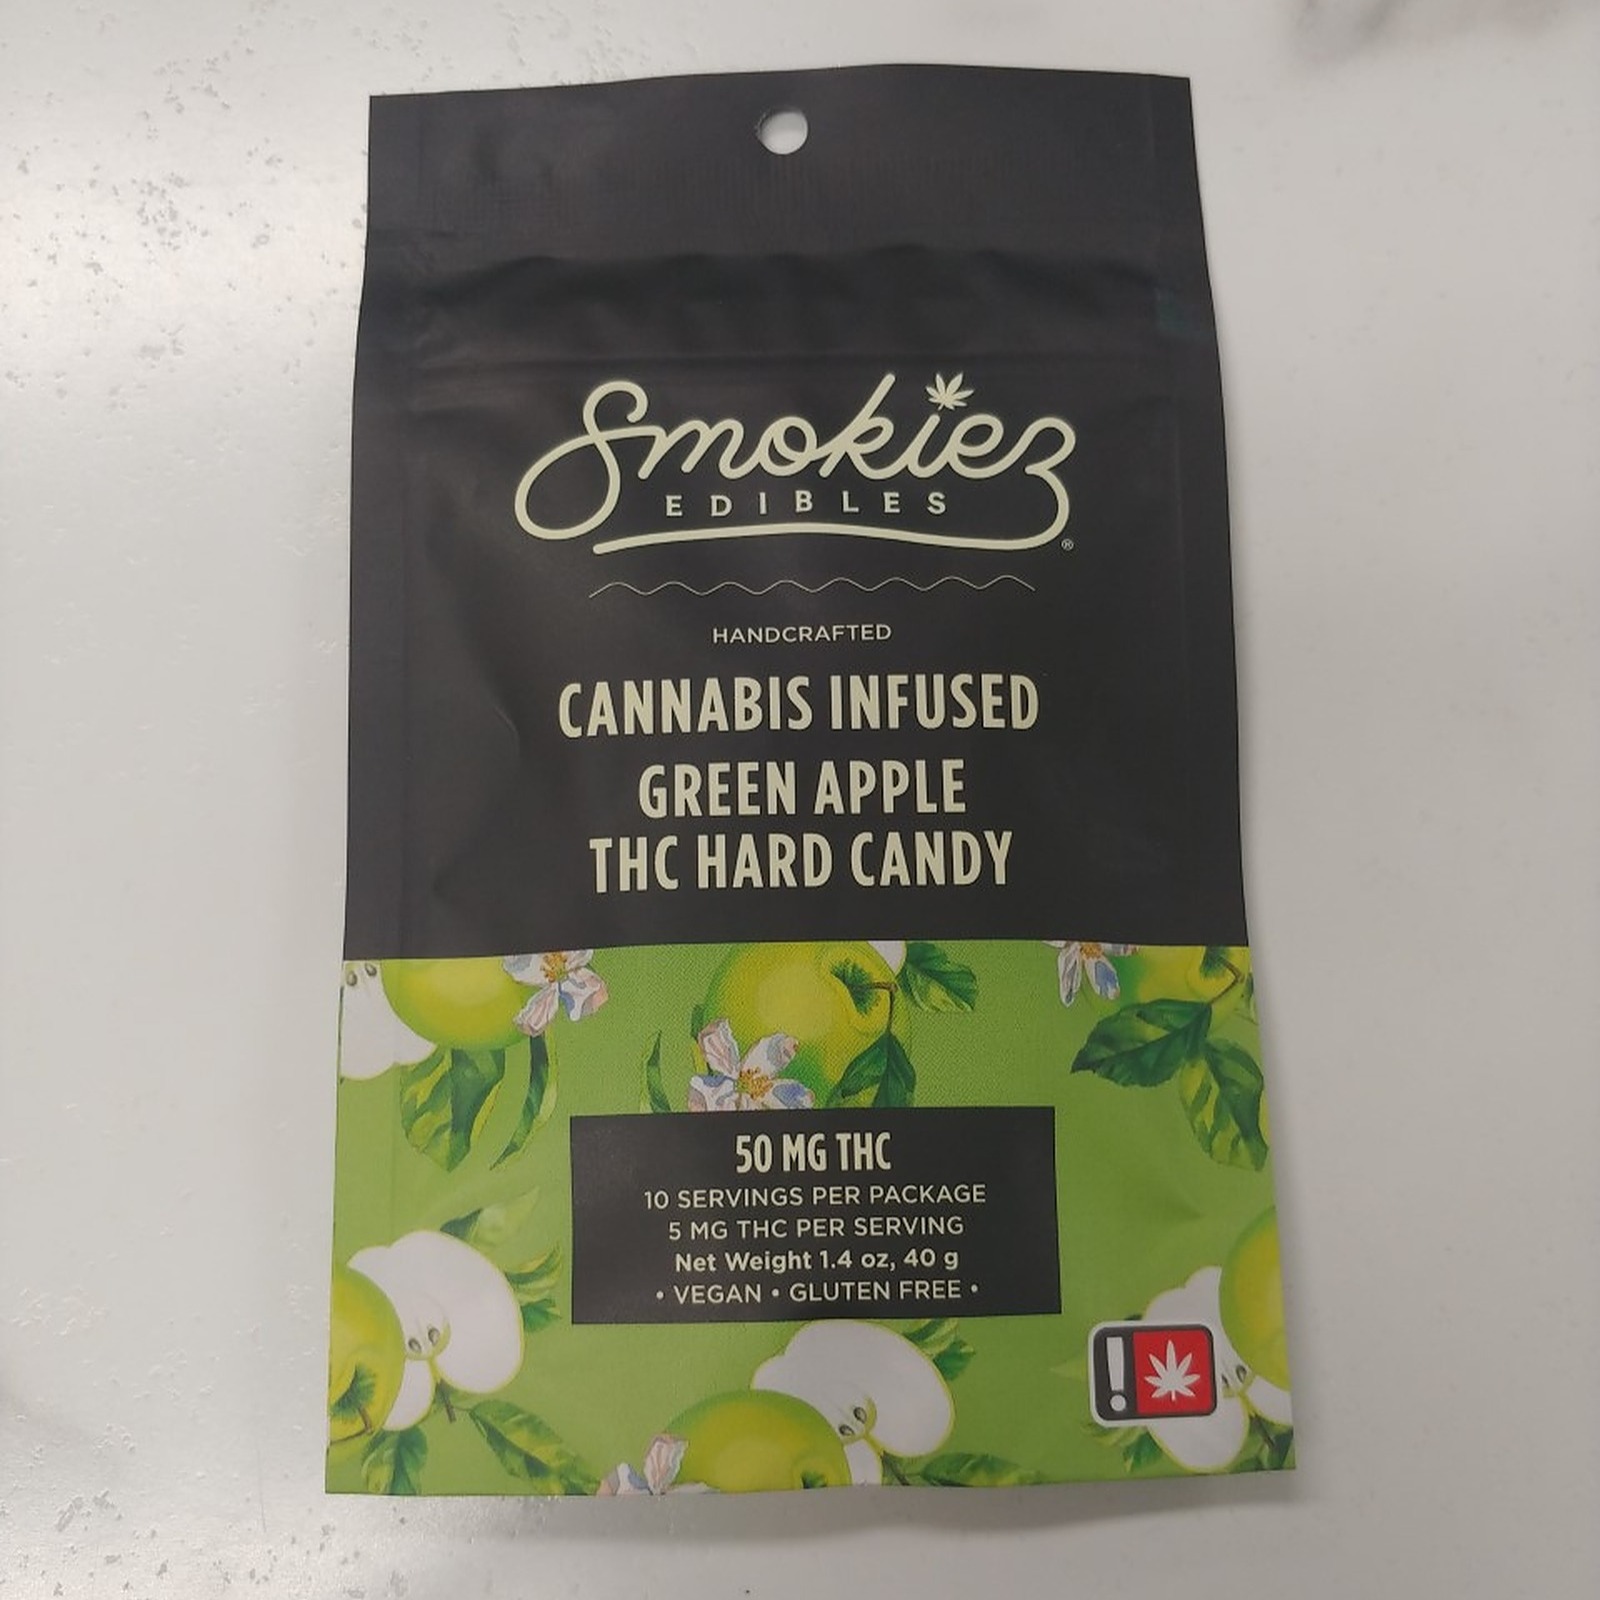 Smokiez
EDIBLES
®
HANDCRAFTED
CANNABIS INFUSED
GREEN APPLE
THC HARD CANDY
50 MG THC
10 SERVINGS PER PACKAGE
5 MG THC PER SERVING
Net Weight 1.4 oz, 40 g
• VEGAN • GLUTEN FREE •
!